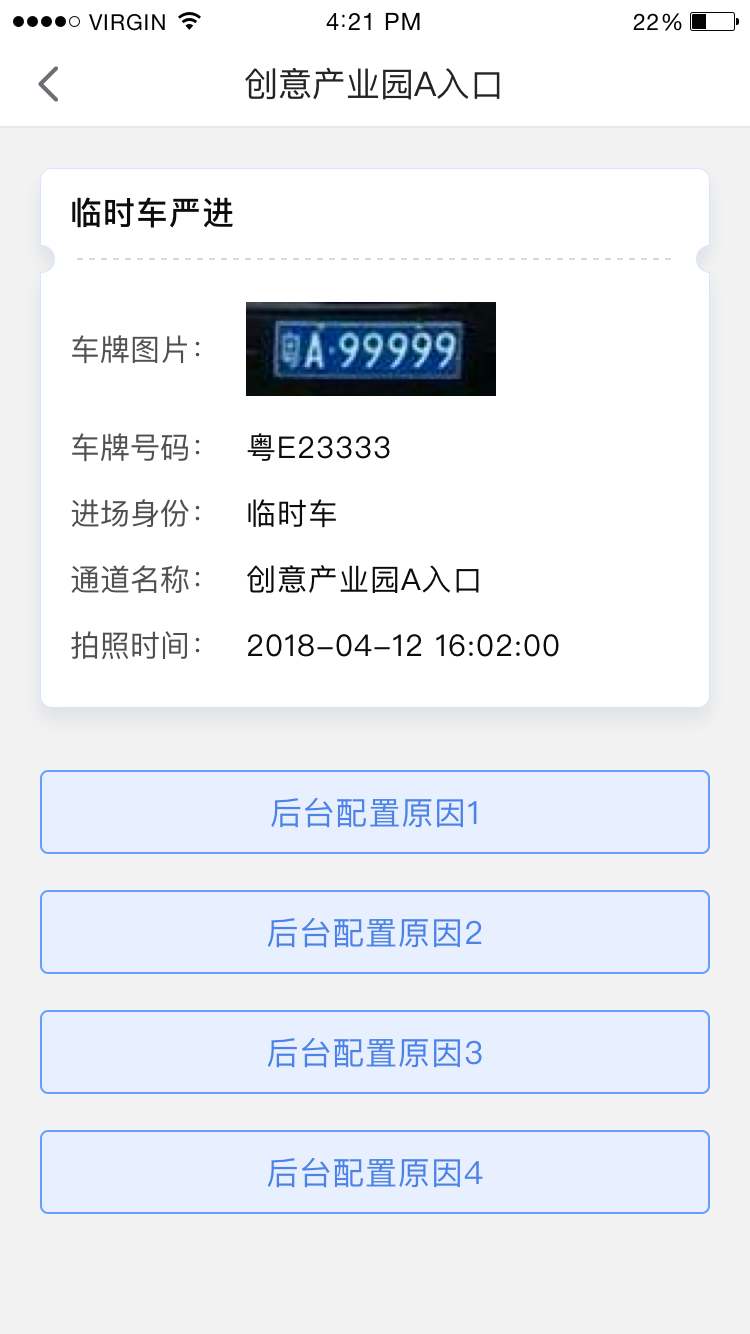 VIRGIN 4:21 PM 22%
创意产业园A入口
临时车严进
车牌图片：
粤A·99999
车牌号码： 粤E23333
进场身份： 临时车
通道名称： 创意产业园A入口
拍照时间： 2018-04-12 16:02:00
后台配置原因1
后台配置原因2
后台配置原因3
后台配置原因4